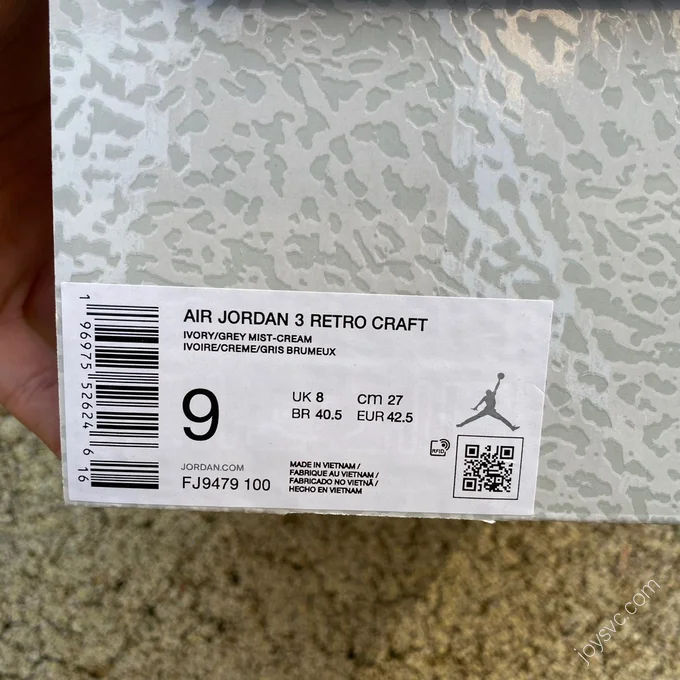 AIR JORDAN 3 RETRO CRAFT
IVORY/GREY MIST-CREAM
IVOIRE/CREME/GRIS BRUMEUX
9
UK 8 cm 27
BR 40.5 EUR 42.5
JORDAN.COM
FJ9479 100
MADE IN VIETNAM /
FABRIQUE AU VIETNAM /
FABRICADO NO VIETNÃ /
HECHO EN VIETNAM
RFID
1 96975 52624 6 16
joysvc.com